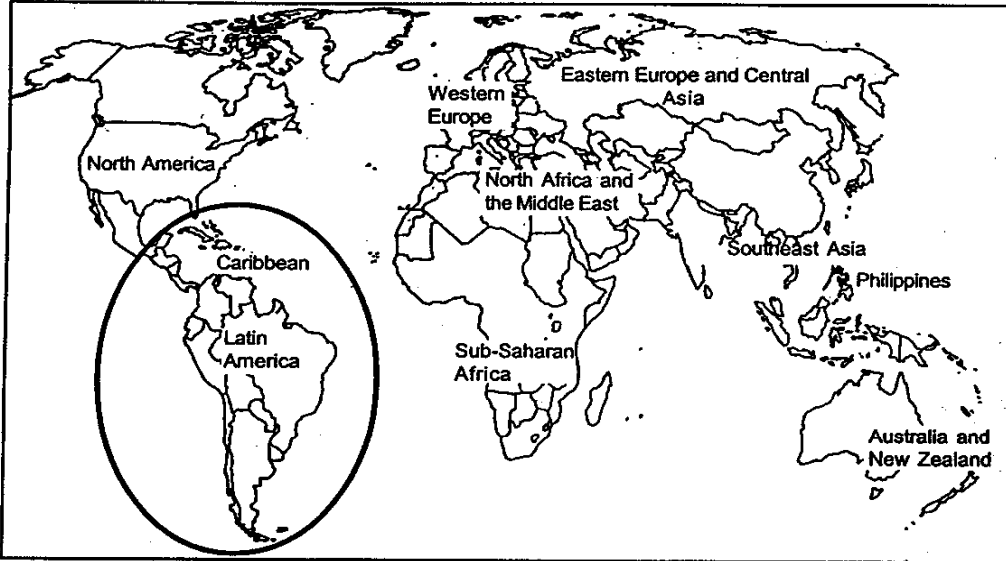 Eastern Europe and Central
Asia
Western
Europe
North America
North Africa and
the Middle East
Southeast Asia
Caribbean
Philippines
Latin
America
Sub-Saharan
Africa
Australia and
New Zealand